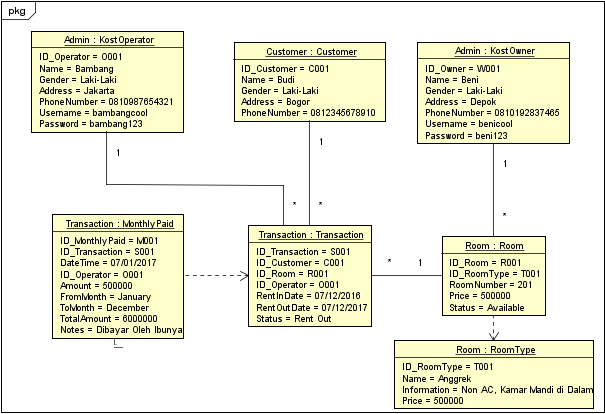 pkg
Admin : KostOperator
ID_Operator = O001
Name = Bambang
Gender = Laki-Laki
Address = Jakarta
PhoneNumber = 0810987654321
Username = bambangcool
Password = bambang123
Customer : Customer
ID_Customer = C001
Name = Budi
Gender = Laki-Laki
Address = Bogor
PhoneNumber = 0812345678910
Admin : KostOwner
ID_Owner = W001
Name = Beni
Gender = Laki-Laki
Address = Depok
PhoneNumber = 0810192837465
Username = benicool
Password = beni123
1
1
1
*
*
*
Transaction : MonthlyPaid
ID_MonthlyPaid = M001
ID_Transaction = S001
DateTime = 07/01/2017
ID_Operator = O001
Amount = 500000
FromMonth = January
ToMonth = December
TotalAmount = 6000000
Notes = Dibayar Oleh Ibunya
Transaction : Transaction
ID_Transaction = S001
ID_Customer = C001
ID_Room = R001
ID_Operator = O001
RentInDate = 07/12/2016
RentOutDate = 07/12/2017
Status = Rent Out
*
1
Room : Room
ID_Room = R001
ID_RoomType = T001
RoomNumber = 201
Price = 500000
Status = Available
Room : RoomType
ID_RoomType = T001
Name = Anggrek
Information = Non AC, Kamar Mandi di Dalam
Price = 500000